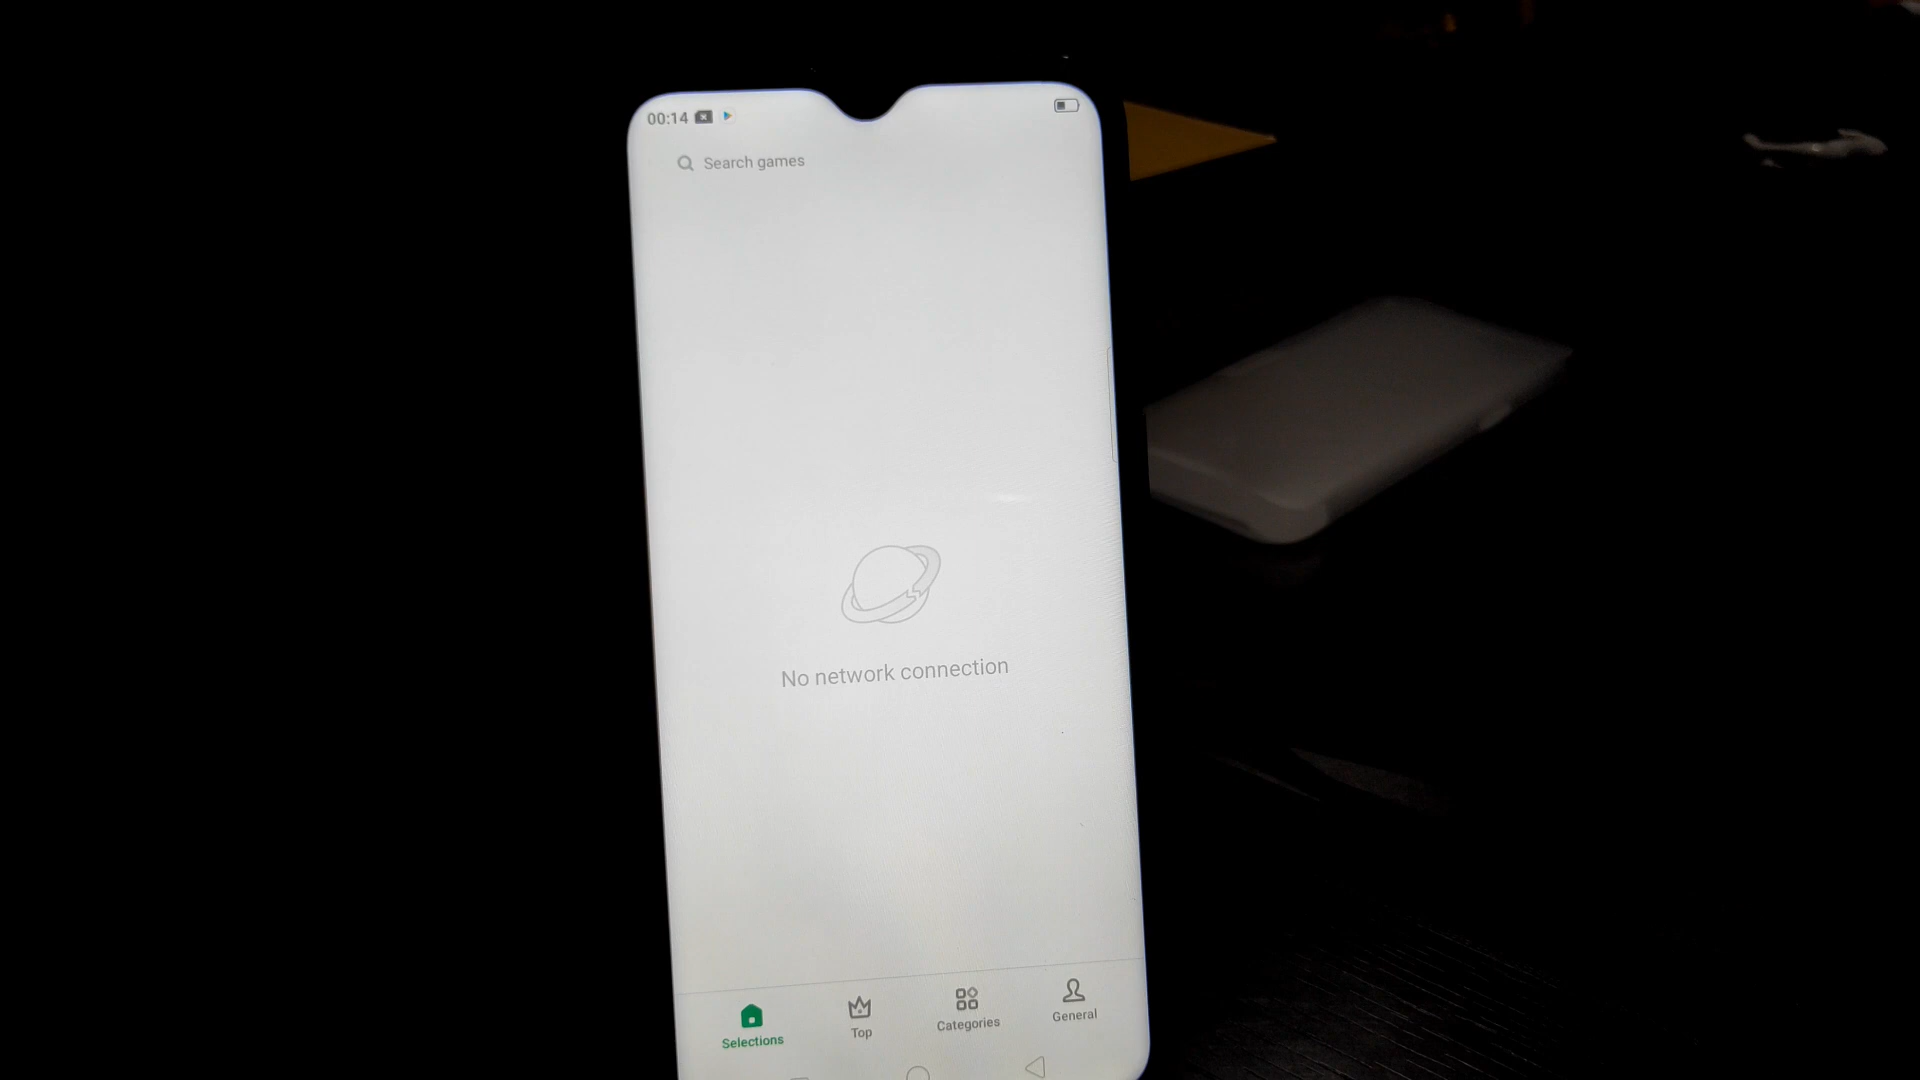 00:14
Search games
No network connection
Selections
Top
Categories
General